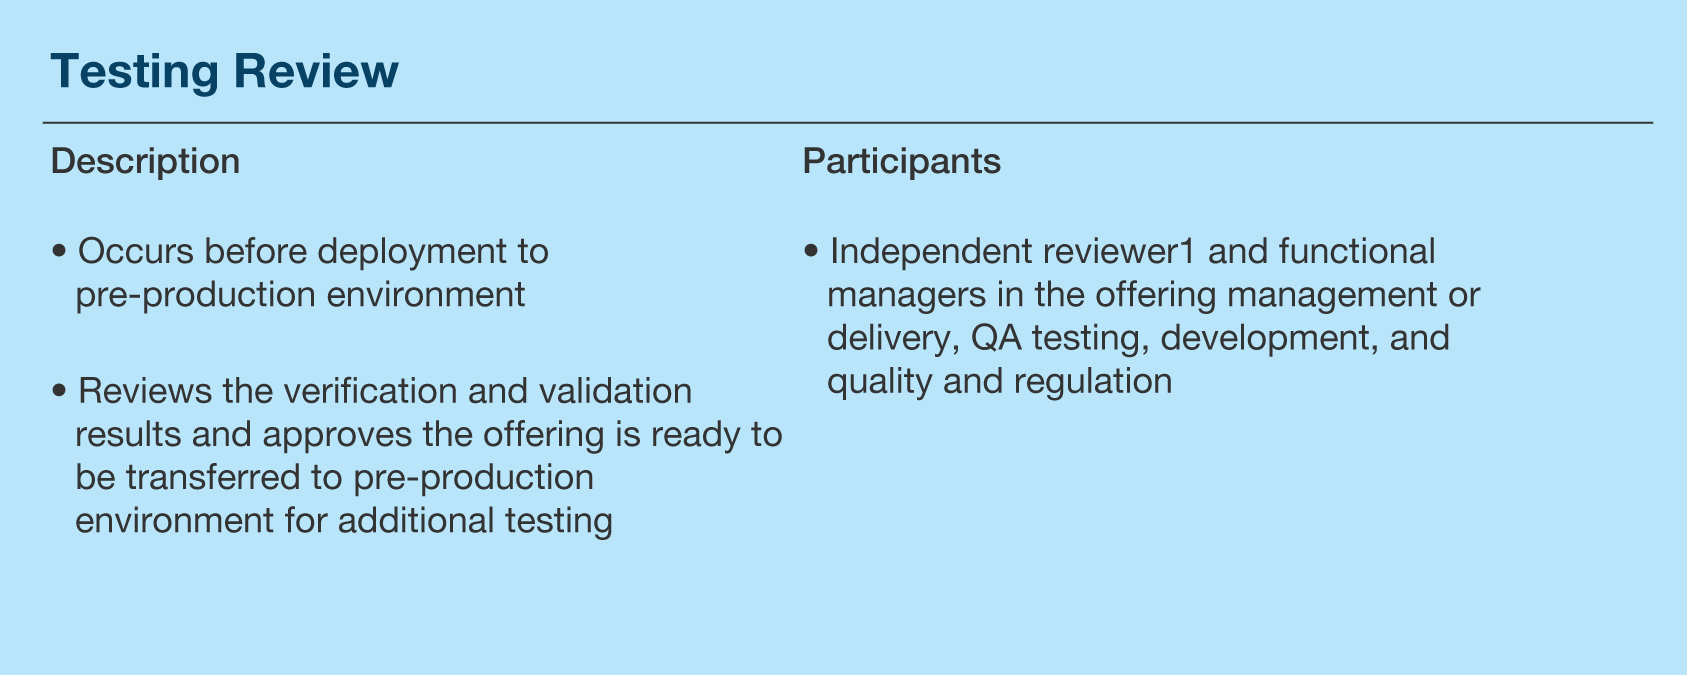 Testing Review
Description
• Occurs before deployment to
pre-production environment
• Reviews the verification and validation
results and approves the offering is ready to
be transferred to pre-production
environment for additional testing
Participants
• Independent reviewer1 and functional
managers in the offering management or
delivery, QA testing, development, and
quality and regulation